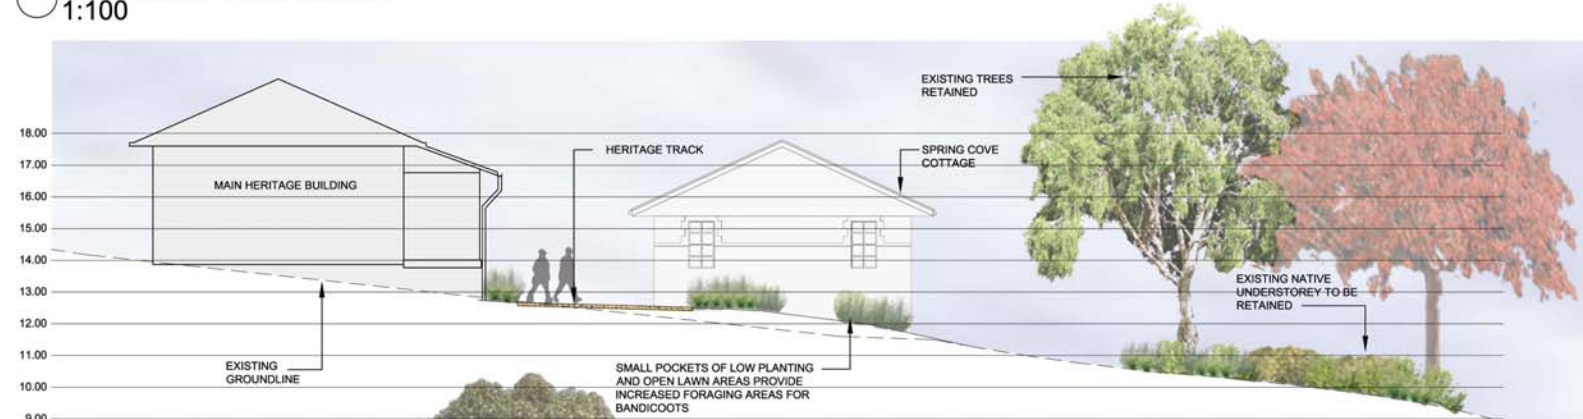 1:100
EXISTING TREES
RETAINED
18.00
HERITAGE TRACK
SPRING COVE
COTTAGE
17.00
MAIN HERITAGE BUILDING
16.00
15.00
14.00
EXISTING NATIVE
UNDERSTOREY TO BE
RETAINED
13.00
12.00
11.00
EXISTING
GROUNDLINE
SMALL POCKETS OF LOW PLANTING
AND OPEN LAWN AREAS PROVIDE
INCREASED FORAGING AREAS FOR
BANDICOOTS
10.00
9.00